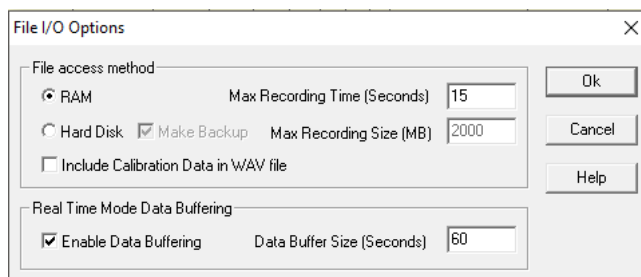 File I/O Options
File access method
RAM Max Recording Time (Seconds) 15
Ok
Hard Disk Make Backup Max Recording Size (MB) 2000
Cancel
Include Calibration Data in WAV file
Help
Real Time Mode Data Buffering
Enable Data Buffering Data Buffer Size (Seconds) 60